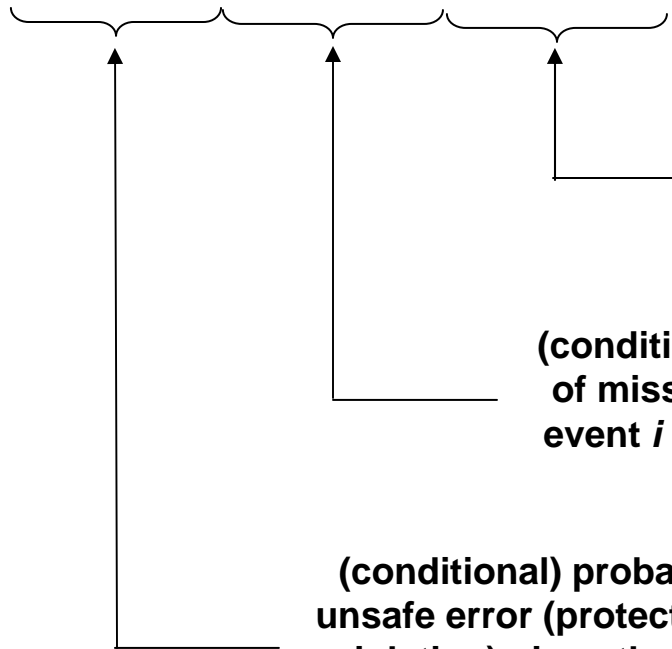 (conditi
of miss
event i
(conditional) proba
unsafe error (protect